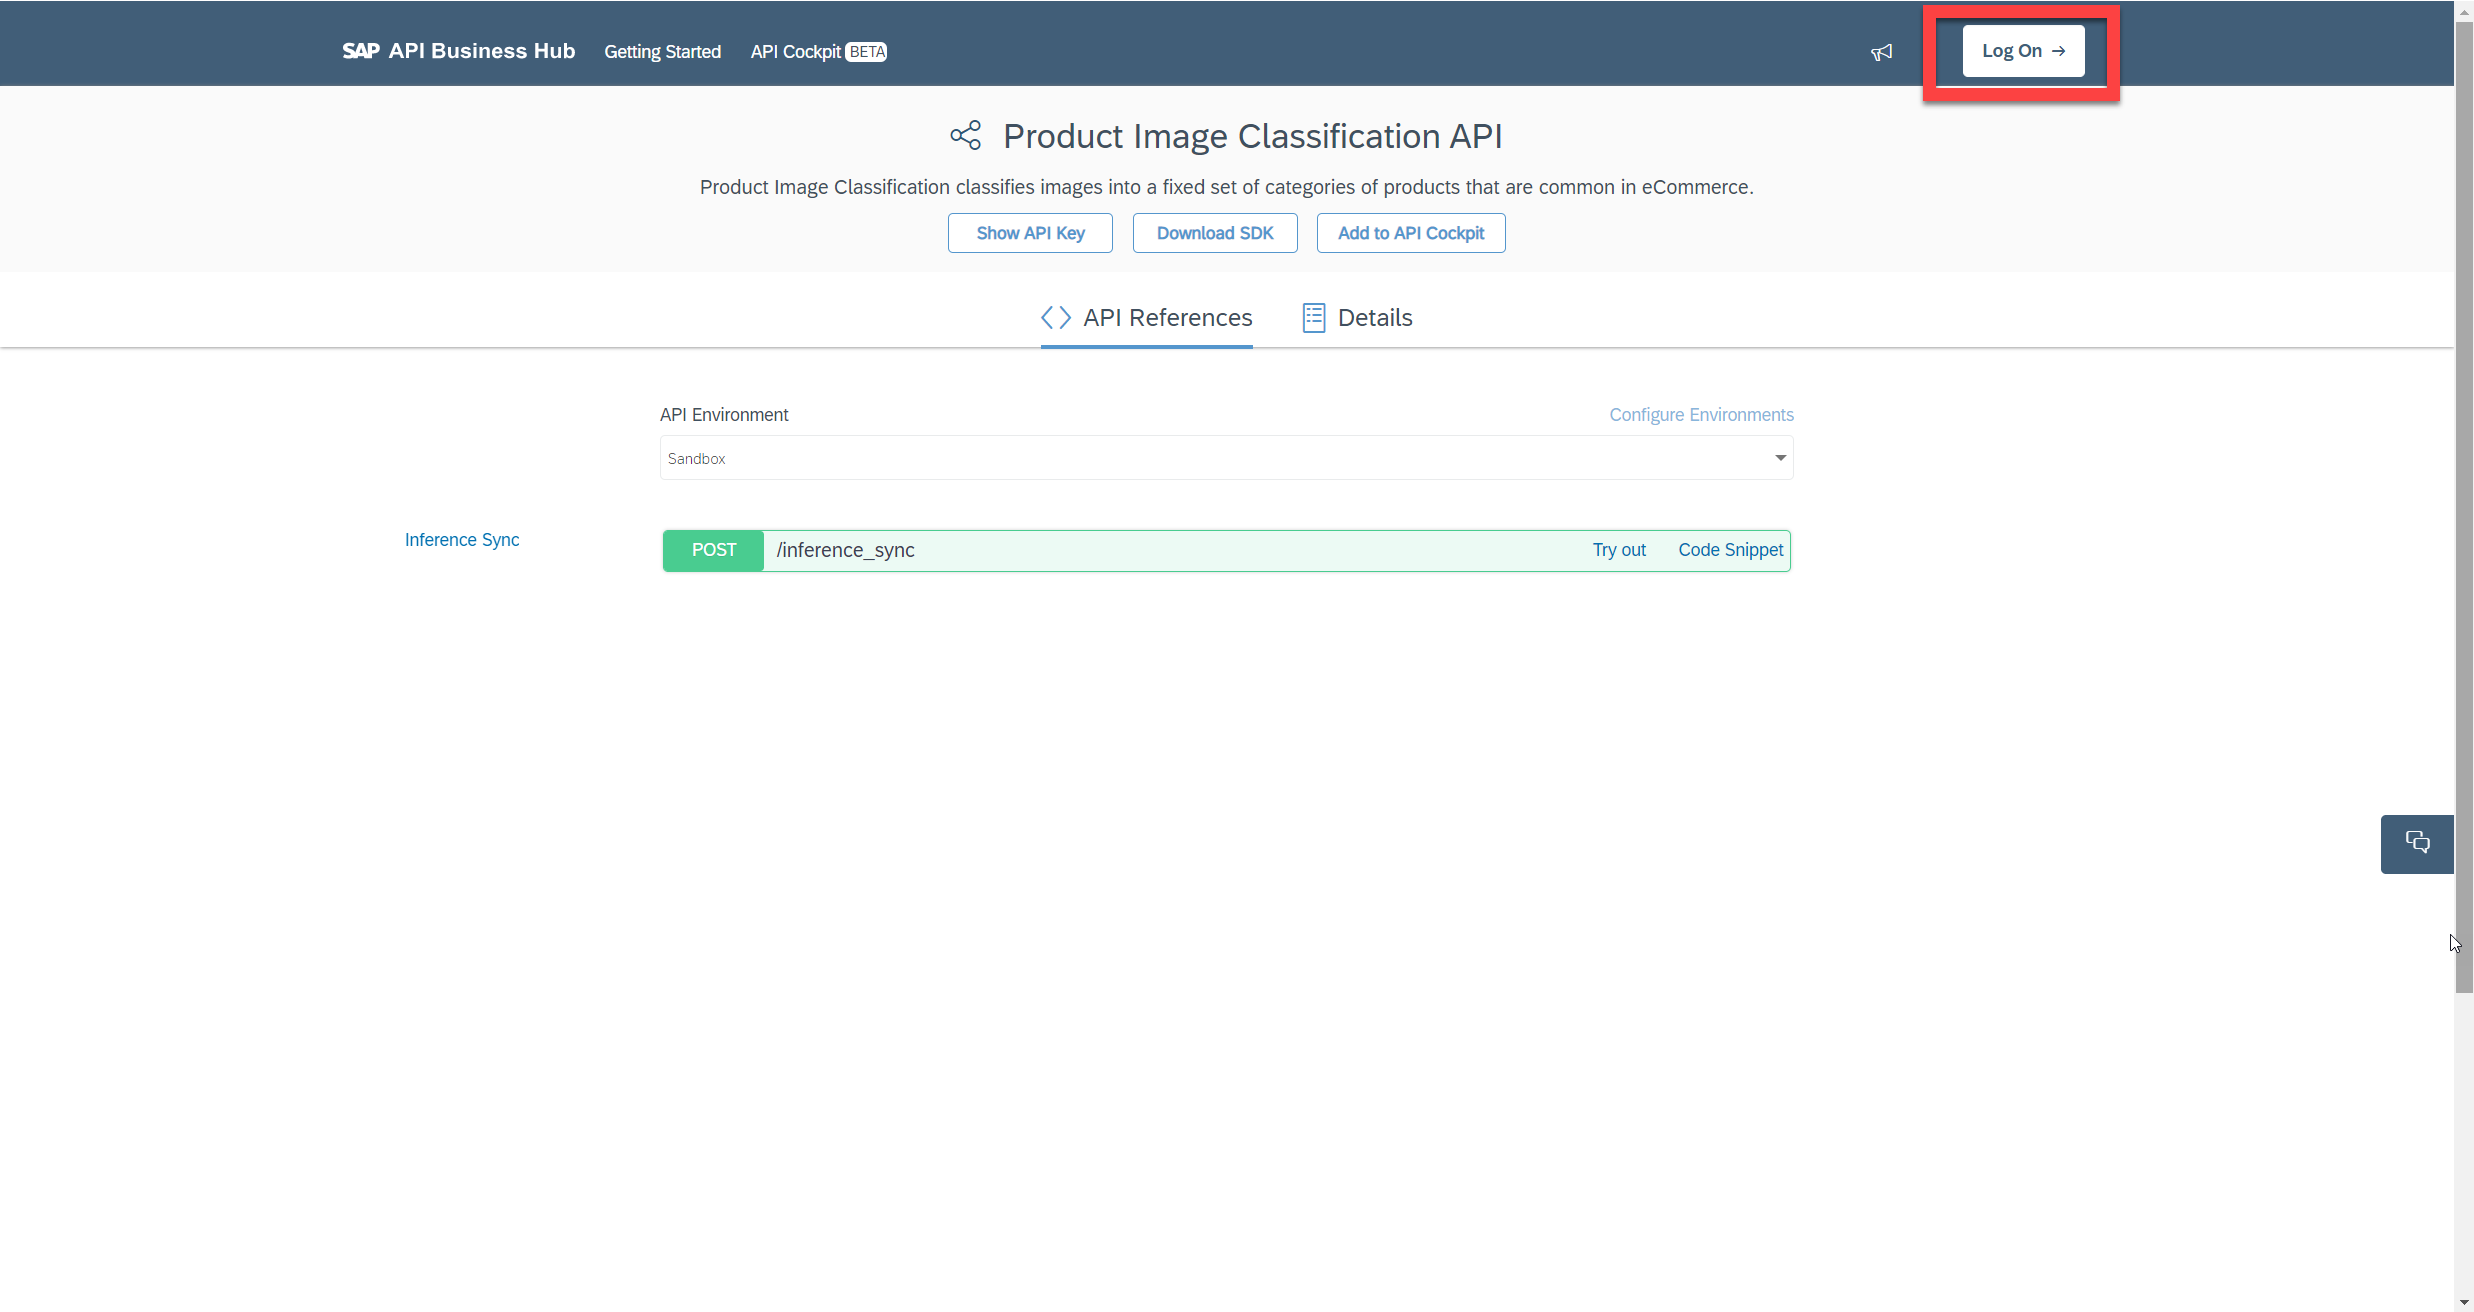 SAP API Business Hub Getting Started API Cockpit BETA Log On →
Product Image Classification API
Product Image Classification classifies images into a fixed set of categories of products that are common in eCommerce.
Show API Key Download SDK Add to API Cockpit
API References Details
API Environment Configure Environments
Sandbox
Inference Sync
POST /inference_sync Try out Code Snippet